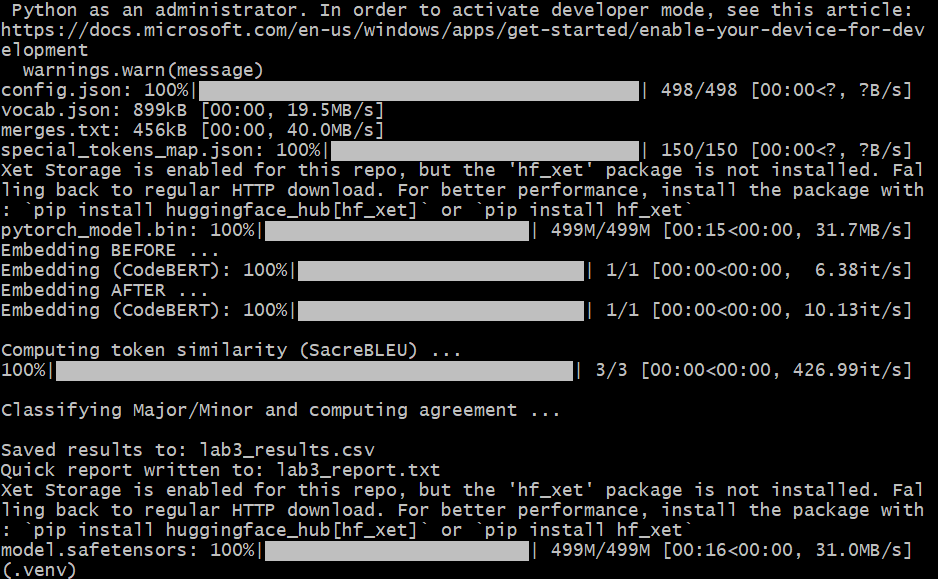 Python as an administrator. In order to activate developer mode, see this article:
https://docs.microsoft.com/en-us/windows/apps/get-started/enable-your-device-for-dev
elopment
  warnings.warn(message)
config.json: 100%|██████████| 498/498 [00:00<?, ?B/s]
vocab.json: 899kB [00:00, 19.5MB/s]
merges.txt: 456kB [00:00, 40.0MB/s]
special_tokens_map.json: 100%|██████████| 150/150 [00:00<?, ?B/s]
Xet Storage is enabled for this repo, but the 'hf_xet' package is not installed. Fal
ling back to regular HTTP download. For better performance, install the package with
: `pip install huggingface_hub[hf_xet]` or `pip install hf_xet`
pytorch_model.bin: 100%|██████████| 499M/499M [00:15<00:00, 31.7MB/s]
Embedding BEFORE ...
Embedding (CodeBERT): 100%|██████████| 1/1 [00:00<00:00,  6.38it/s]
Embedding AFTER ...
Embedding (CodeBERT): 100%|██████████| 1/1 [00:00<00:00, 10.13it/s]

Computing token similarity (SacreBLEU) ...
100%|██████████| 3/3 [00:00<00:00, 426.99it/s]

Classifying Major/Minor and computing agreement ...

Saved results to: lab3_results.csv
Quick report written to: lab3_report.txt
Xet Storage is enabled for this repo, but the 'hf_xet' package is not installed. Fal
ling back to regular HTTP download. For better performance, install the package with
: `pip install huggingface_hub[hf_xet]` or `pip install hf_xet`
model.safetensors: 100%|██████████| 499M/499M [00:16<00:00, 31.0MB/s]
(.venv)